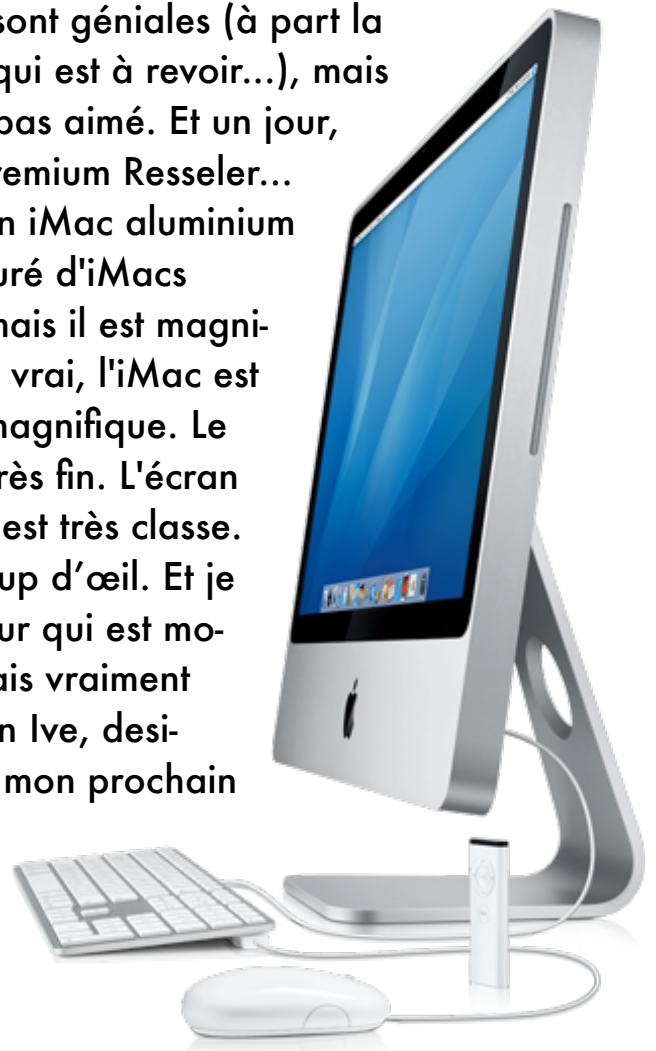 sont géniales (à part la
qui est à revoir...), mais
pas aimé. Et un jour,
remium Resseler...
n iMac aluminium
uré d'iMacs
nais il est magni-
vrai, l'iMac est
nagnifique. Le
rès fin. L'écran
est très classe.
up d’œil. Et je
ur qui est mo-
ais vraiment
n Ive, desi-
mon prochain